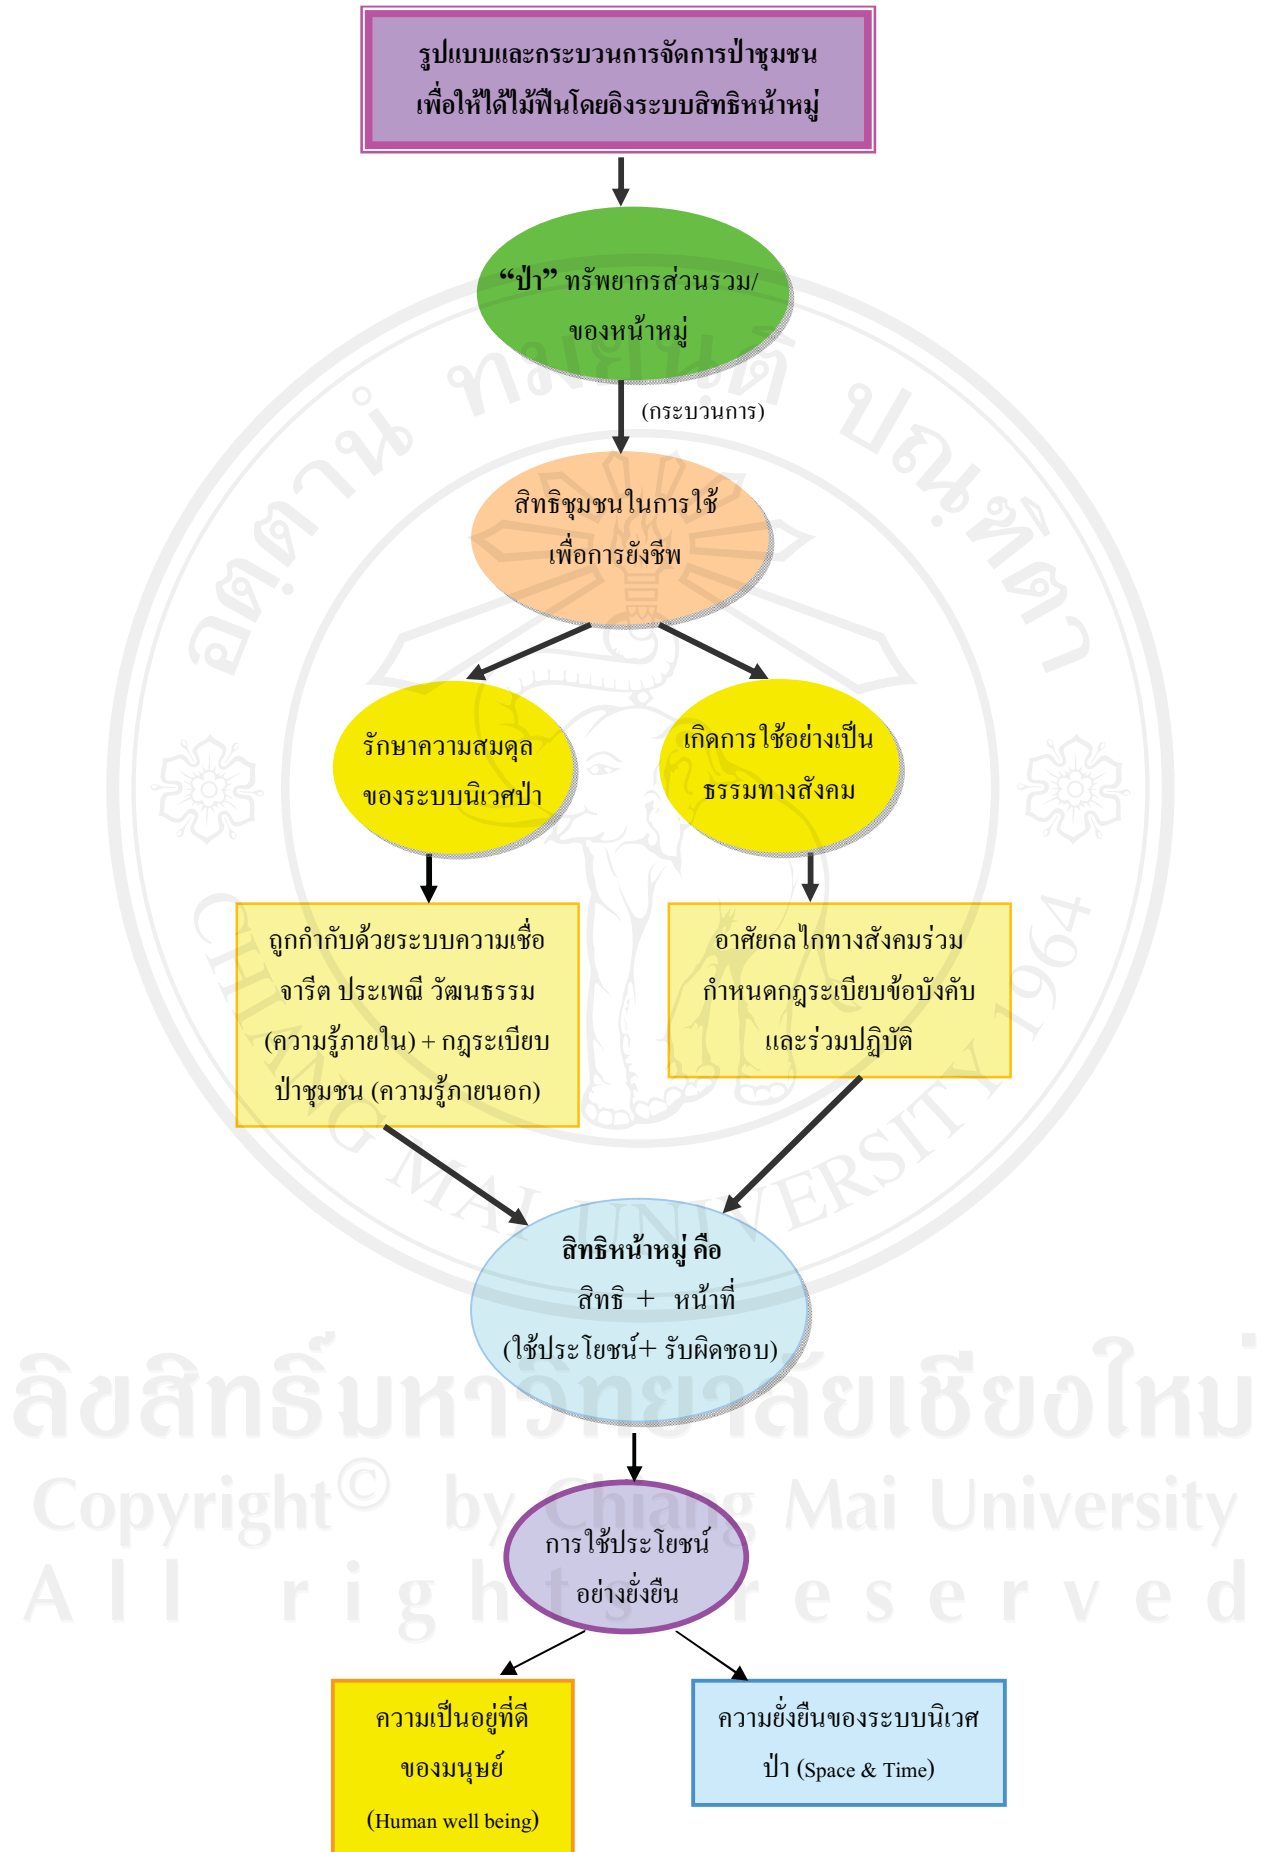 รูปแบบและกระบวนการจัดการป่าชุมชน
เพื่อให้ได้ไม้ฟืนโดยอิงระบบสิทธิหน้าหมู่
“ป่า” ทรัพยากรส่วนรวม/
ของหน้าหมู่
(กระบวนการ)
สิทธิชุมชนในการใช้
เพื่อการยังชีพ
รักษาความสมดุล
ของระบบนิเวศป่า
เกิดการใช้อย่างเป็น
ธรรมทางสังคม
ถูกกำกับด้วยระบบความเชื่อ
จารีต ประเพณี วัฒนธรรม
(ความรู้ภายใน) + กฎระเบียบ
ป่าชุมชน (ความรู้ภายนอก)
อาศัยกลไกทางสังคมร่วม
กำหนดกฎระเบียบข้อบังคับ
และร่วมปฏิบัติ
สิทธิหน้าหมู่ คือ
สิทธิ + หน้าที่
(ใช้ประโยชน์+ รับผิดชอบ)
การใช้ประโยชน์
อย่างยั่งยืน
ความเป็นอยู่ที่ดี
ของมนุษย์
(Human well being)
ความยั่งยืนของระบบนิเวศ
ป่า (Space & Time)
อตฺตานํ ทมยนฺติ ปณฺฑิตา
CHIANG MAI UNIVERSITY 1964
ลิขสิทธิ์มหาวิทยาลัยเชียงใหม่
Copyright© by Chiang Mai University
All rights reserved